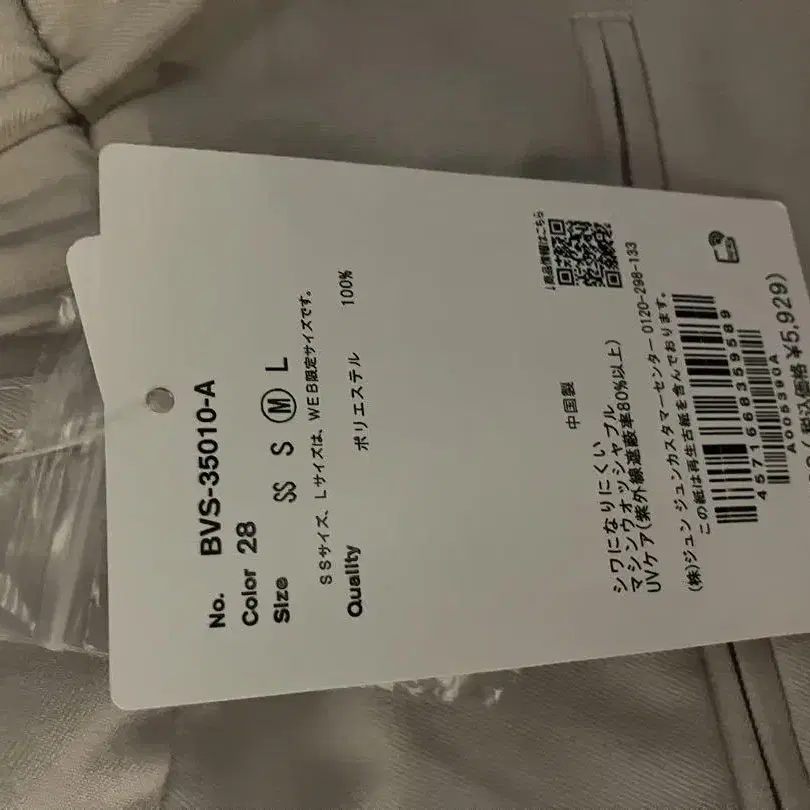 No. BVS-35010-A
Color 28
Size SS S M L
SSサイズ、Lサイズは、WEB限定サイズです。
Quality ポリエステル 100%
中国製
↓商品情報はこちら
シワになりにくい
マシンウオッシャブル
UVケア(紫外線遮蔽率80%以上)
(株)ジュン ジュンカスタマーセンター 0120-298-133
この紙は再生古紙を含んでおります。
4571668359589
A005390A
税込価格 ¥5,929)